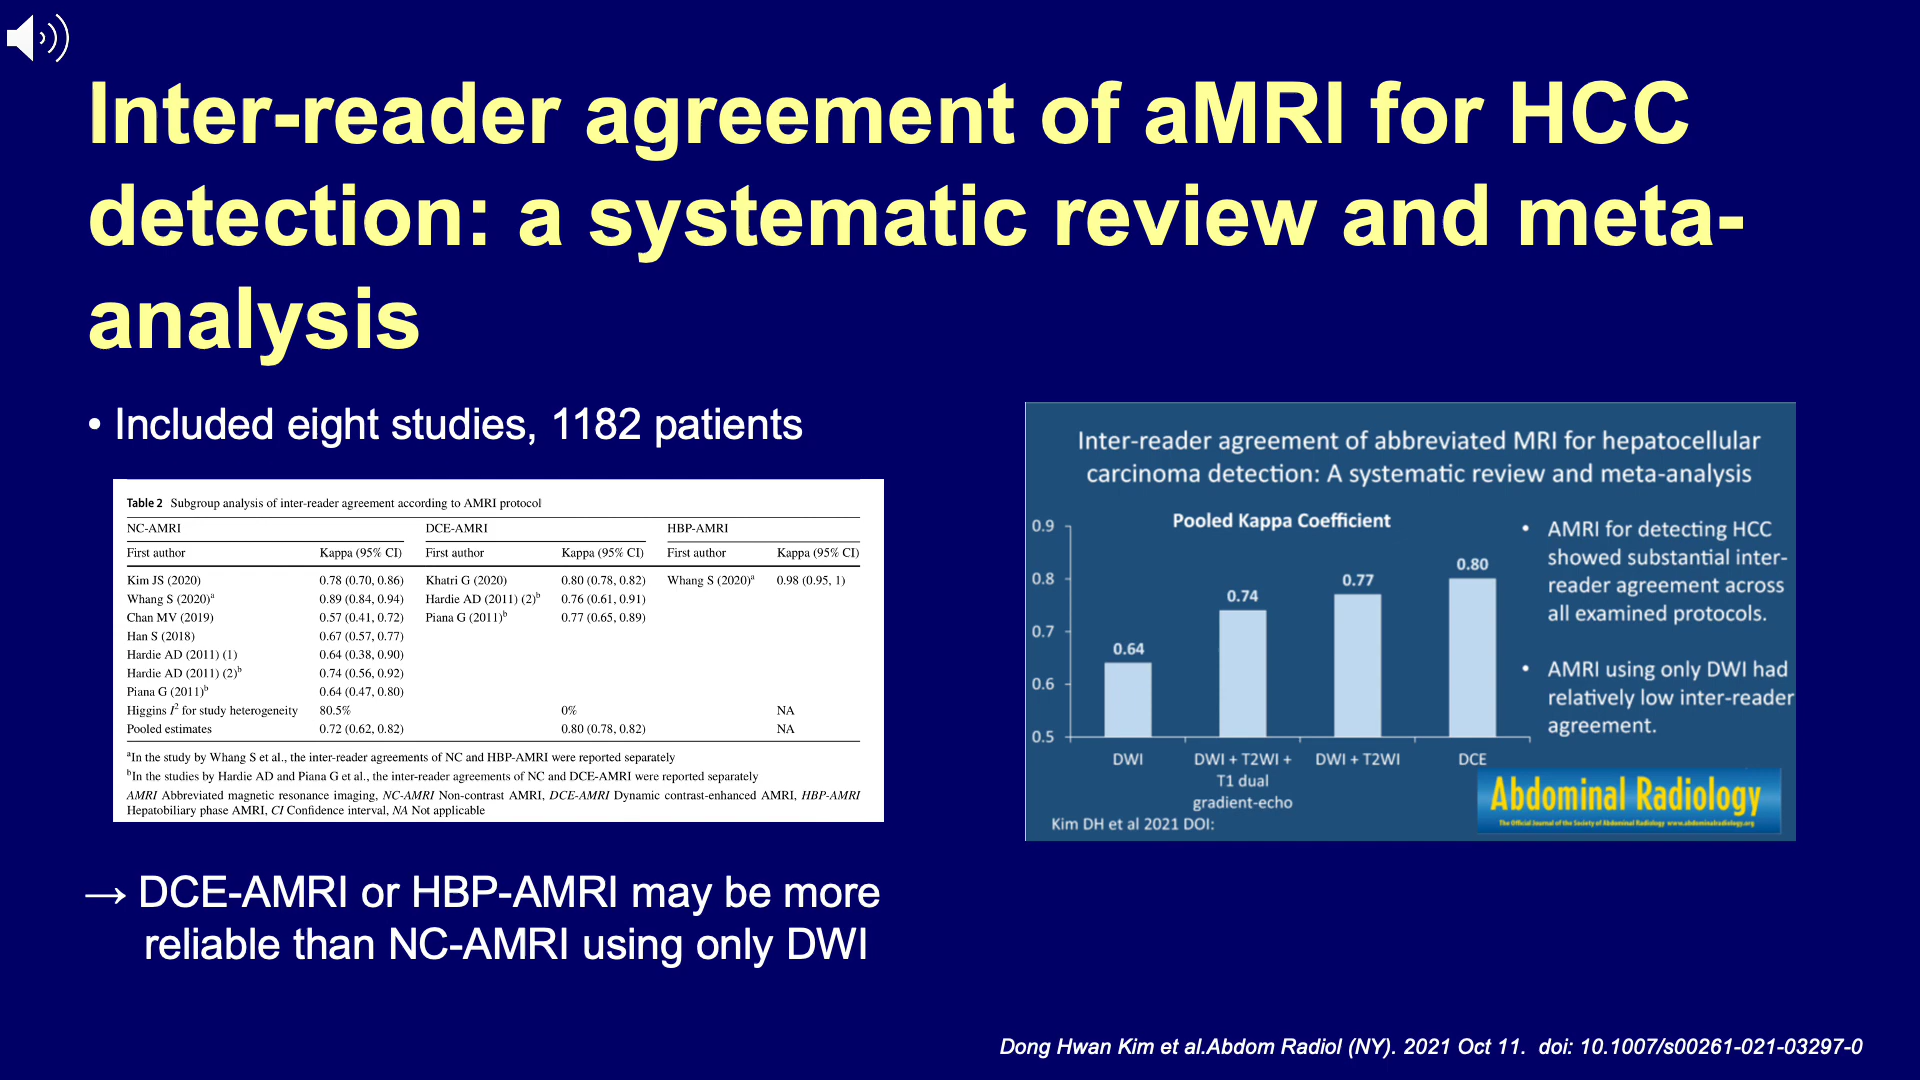 Inter-reader agreement of aMRI for HCC
detection: a systematic review and meta-
analysis
• Included eight studies, 1182 patients
Table 2 Subgroup analysis of inter-reader agreement according to AMRI protocol
NC-AMRI DCE-AMRI HBP-AMRI
First author Kappa (95% CI) First author Kappa (95% CI) First author Kappa (95% CI)
Kim JS (2020) 0.78 (0.70, 0.86) Khatri G (2020) 0.80 (0.78, 0.82) Whang S (2020)a 0.98 (0.95, 1)
Whang S (2020)a 0.89 (0.84, 0.94) Hardie AD (2011) (2)b 0.76 (0.61, 0.91)
Chan MV (2019) 0.57 (0.41, 0.72) Piana G (2011)b 0.77 (0.65, 0.89)
Han S (2018) 0.67 (0.57, 0.77)
Hardie AD (2011) (1) 0.64 (0.38, 0.90)
Hardie AD (2011) (2)b 0.74 (0.56, 0.92)
Piana G (2011)b 0.64 (0.47, 0.80)
Higgins I2 for study heterogeneity 80.5% 0% NA
Pooled estimates 0.72 (0.62, 0.82) 0.80 (0.78, 0.82) NA
aIn the study by Whang S et al., the inter-reader agreements of NC and HBP-AMRI were reported separately
bIn the studies by Hardie AD and Piana G et al., the inter-reader agreements of NC and DCE-AMRI were reported separately
AMRI Abbreviated magnetic resonance imaging, NC-AMRI Non-contrast AMRI, DCE-AMRI Dynamic contrast-enhanced AMRI, HBP-AMRI
Hepatobiliary phase AMRI, CI Confidence interval, NA Not applicable
→ DCE-AMRI or HBP-AMRI may be more
reliable than NC-AMRI using only DWI
Inter-reader agreement of abbreviated MRI for hepatocellular
carcinoma detection: A systematic review and meta-analysis
Pooled Kappa Coefficient
0.9
0.8
0.7
0.6
0.5
0.64
0.74
0.77
0.80
DWI
DWI + T2WI +
T1 dual
gradient-echo
DWI + T2WI
DCE
• AMRI for detecting HCC
showed substantial inter-
reader agreement across
all examined protocols.
• AMRI using only DWI had
relatively low inter-reader
agreement.
Kim DH et al 2021 DOI:
Abdominal Radiology
The Official Journal of the Society of Abdominal Radiology www.abdominalradiology.org
Dong Hwan Kim et al.Abdom Radiol (NY). 2021 Oct 11. doi: 10.1007/s00261-021-03297-0